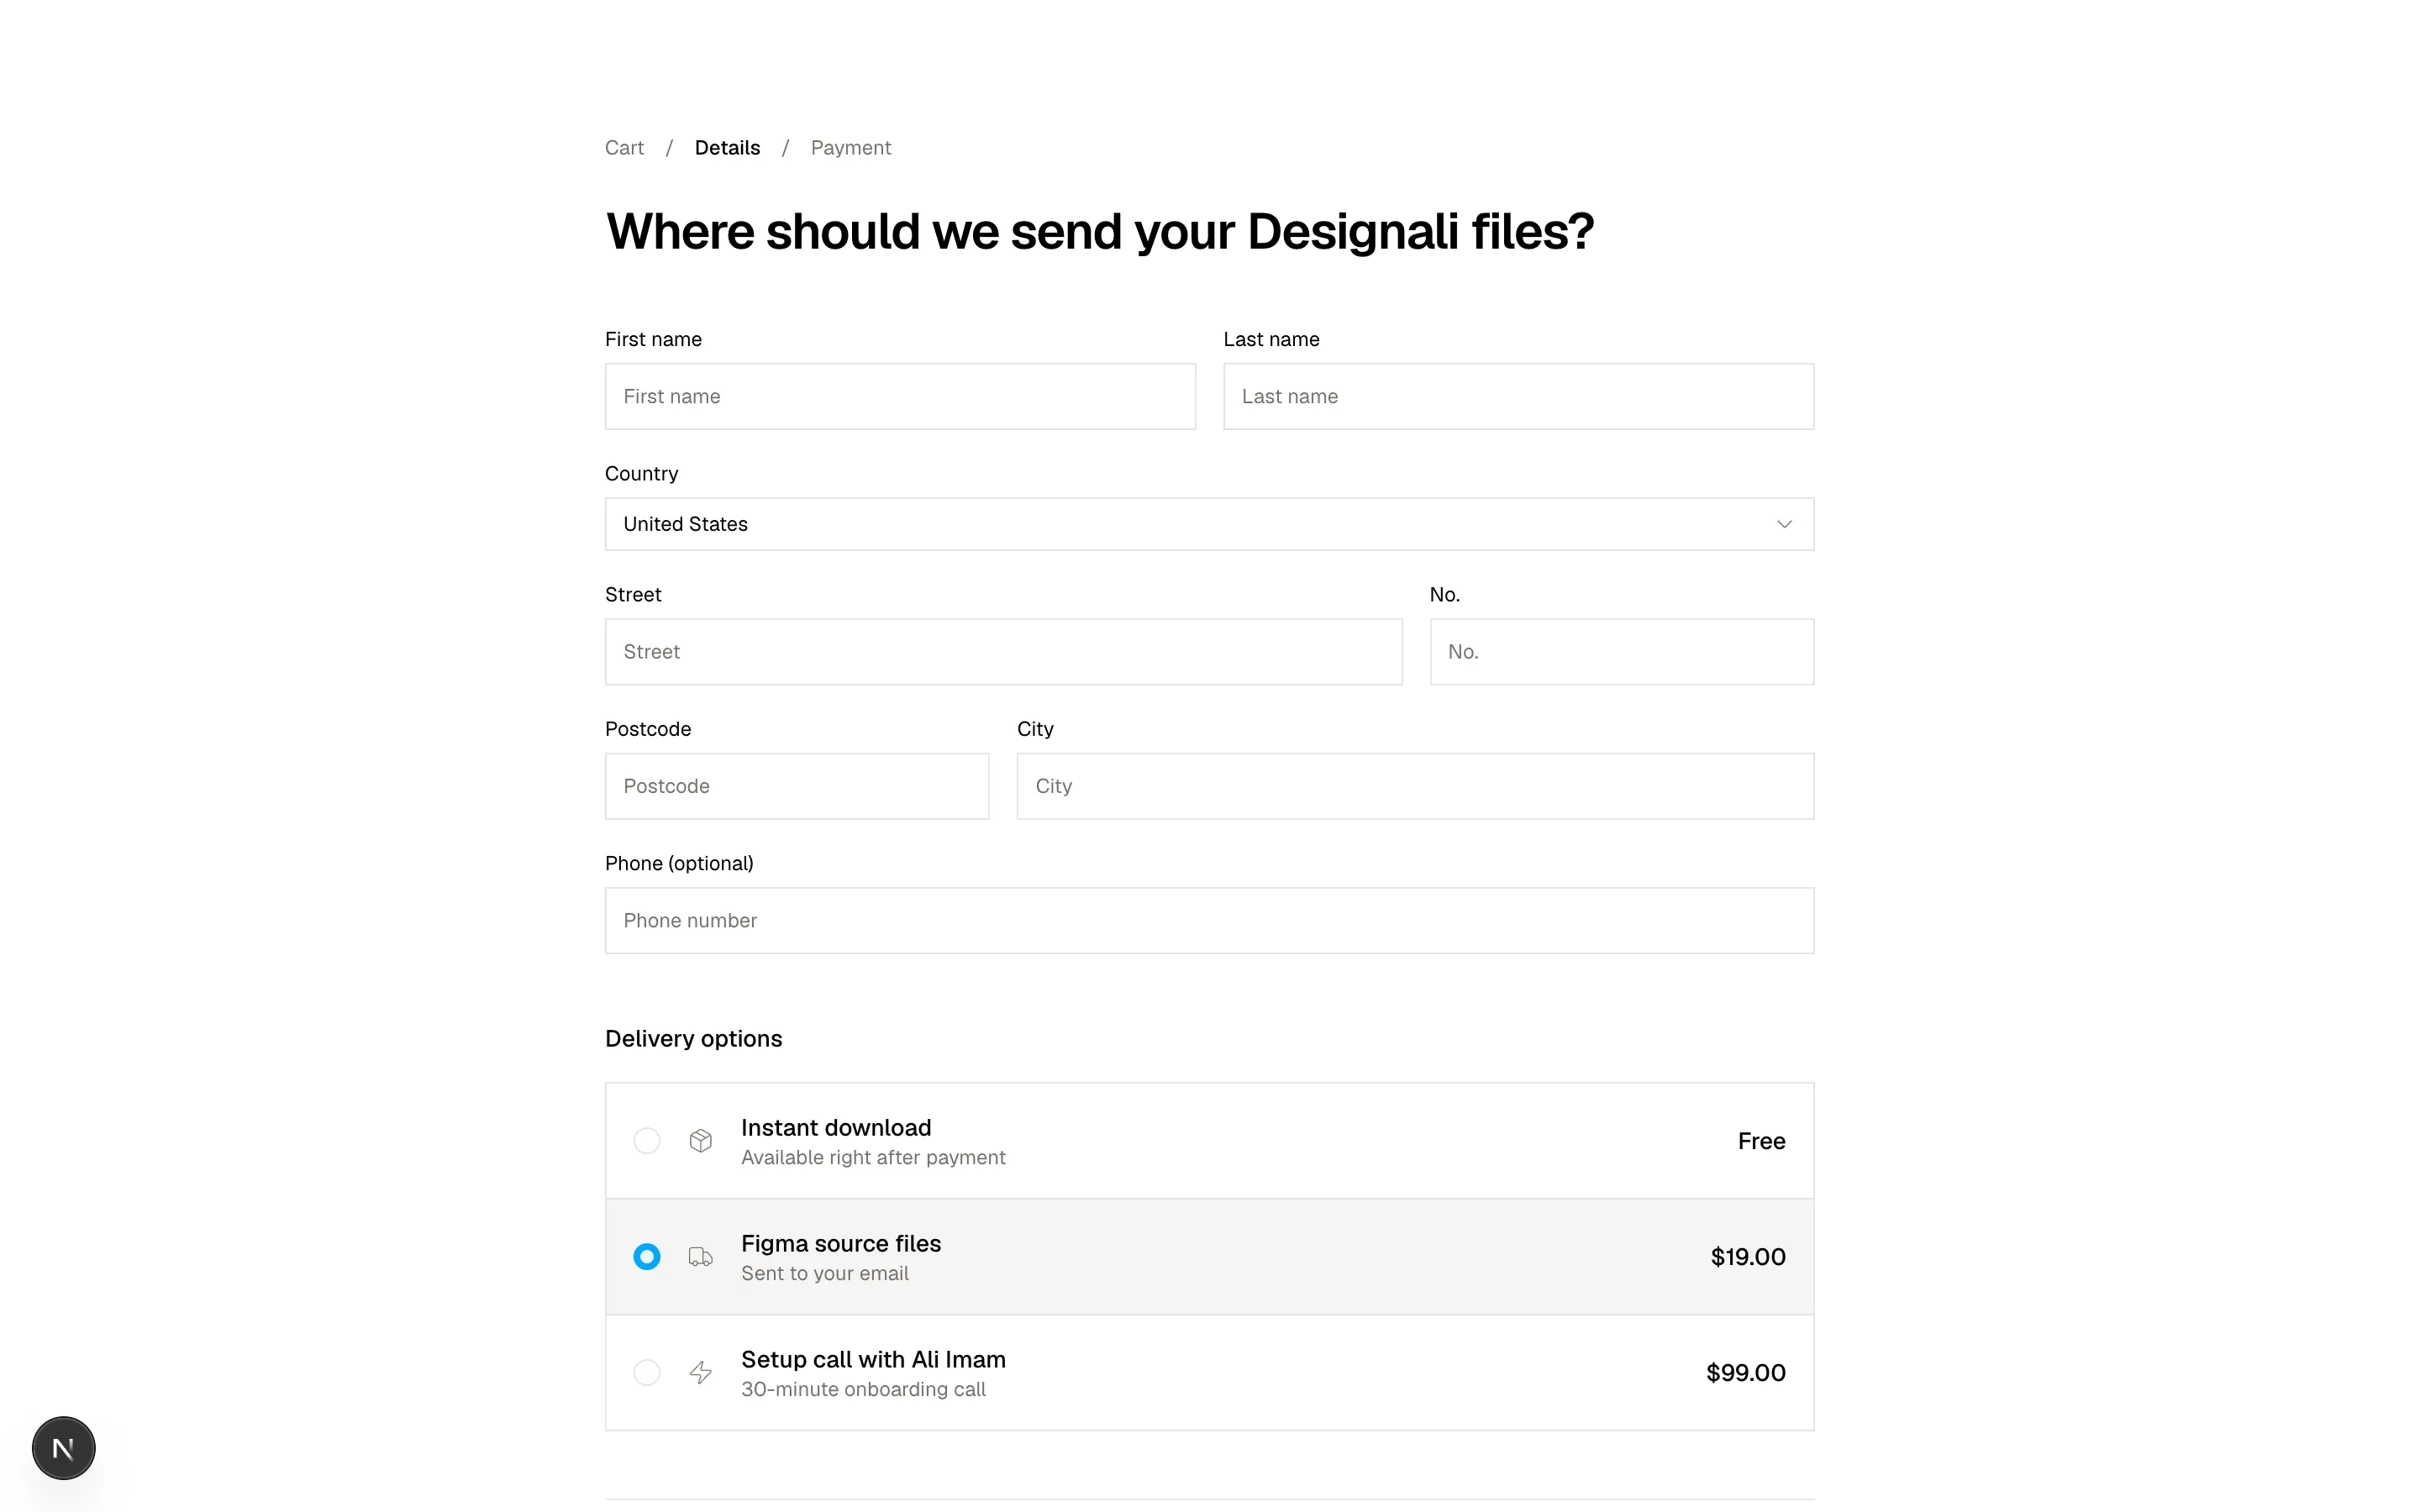 Cart / Details / Payment
Where should we send your Designali files?
First name Last name
First name Last name
Country
United States
Street No.
Street No.
Postcode City
Postcode City
Phone (optional)
Phone number
Delivery options
Instant download
Available right after payment
Free
Figma source files
Sent to your email
$19.00
Setup call with Ali Imam
30-minute onboarding call
$99.00
N